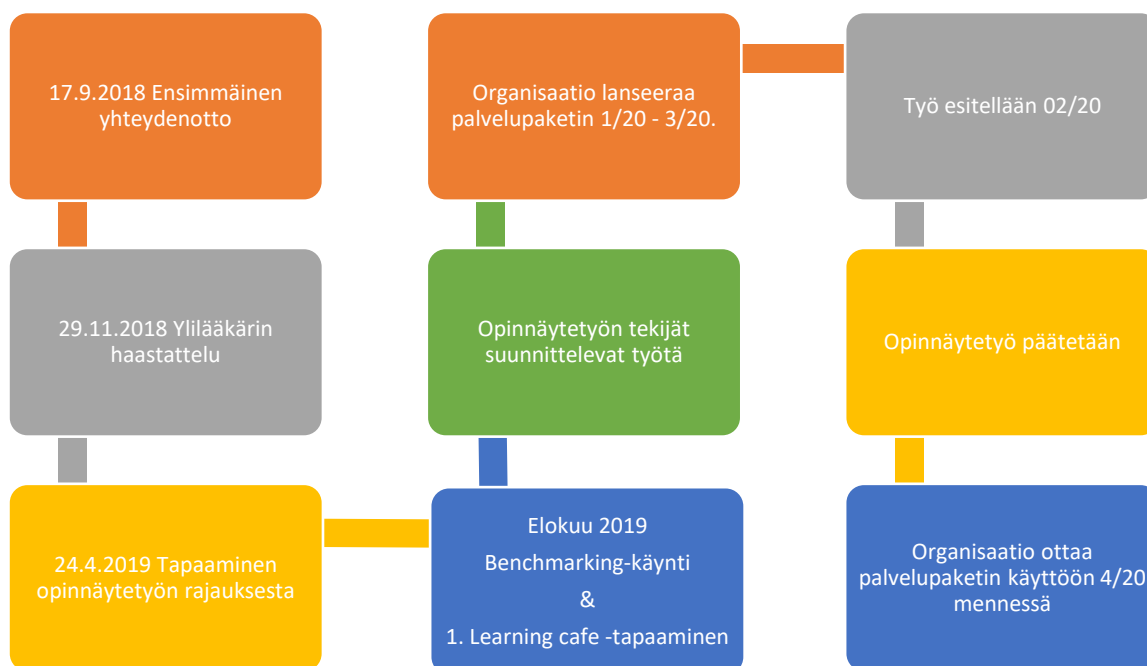 17.9.2018 Ensimmäinen
yhteydenotto
29.11.2018 Ylilääkärin
haastattelu
24.4.2019 Tapaaminen
opinnäytetyön rajauksesta
Elokuu 2019
Benchmarking-käynti
&
1. Learning cafe -tapaaminen
Opinnäytetyön tekijät
suunnittelevat työtä
Organisaatio lanseeraa
palvelupaketin 1/20 - 3/20.
Työ esitellään 02/20
Opinnäytetyö päätetään
Organisaatio ottaa
palvelupaketin käyttöön 4/20
mennessä